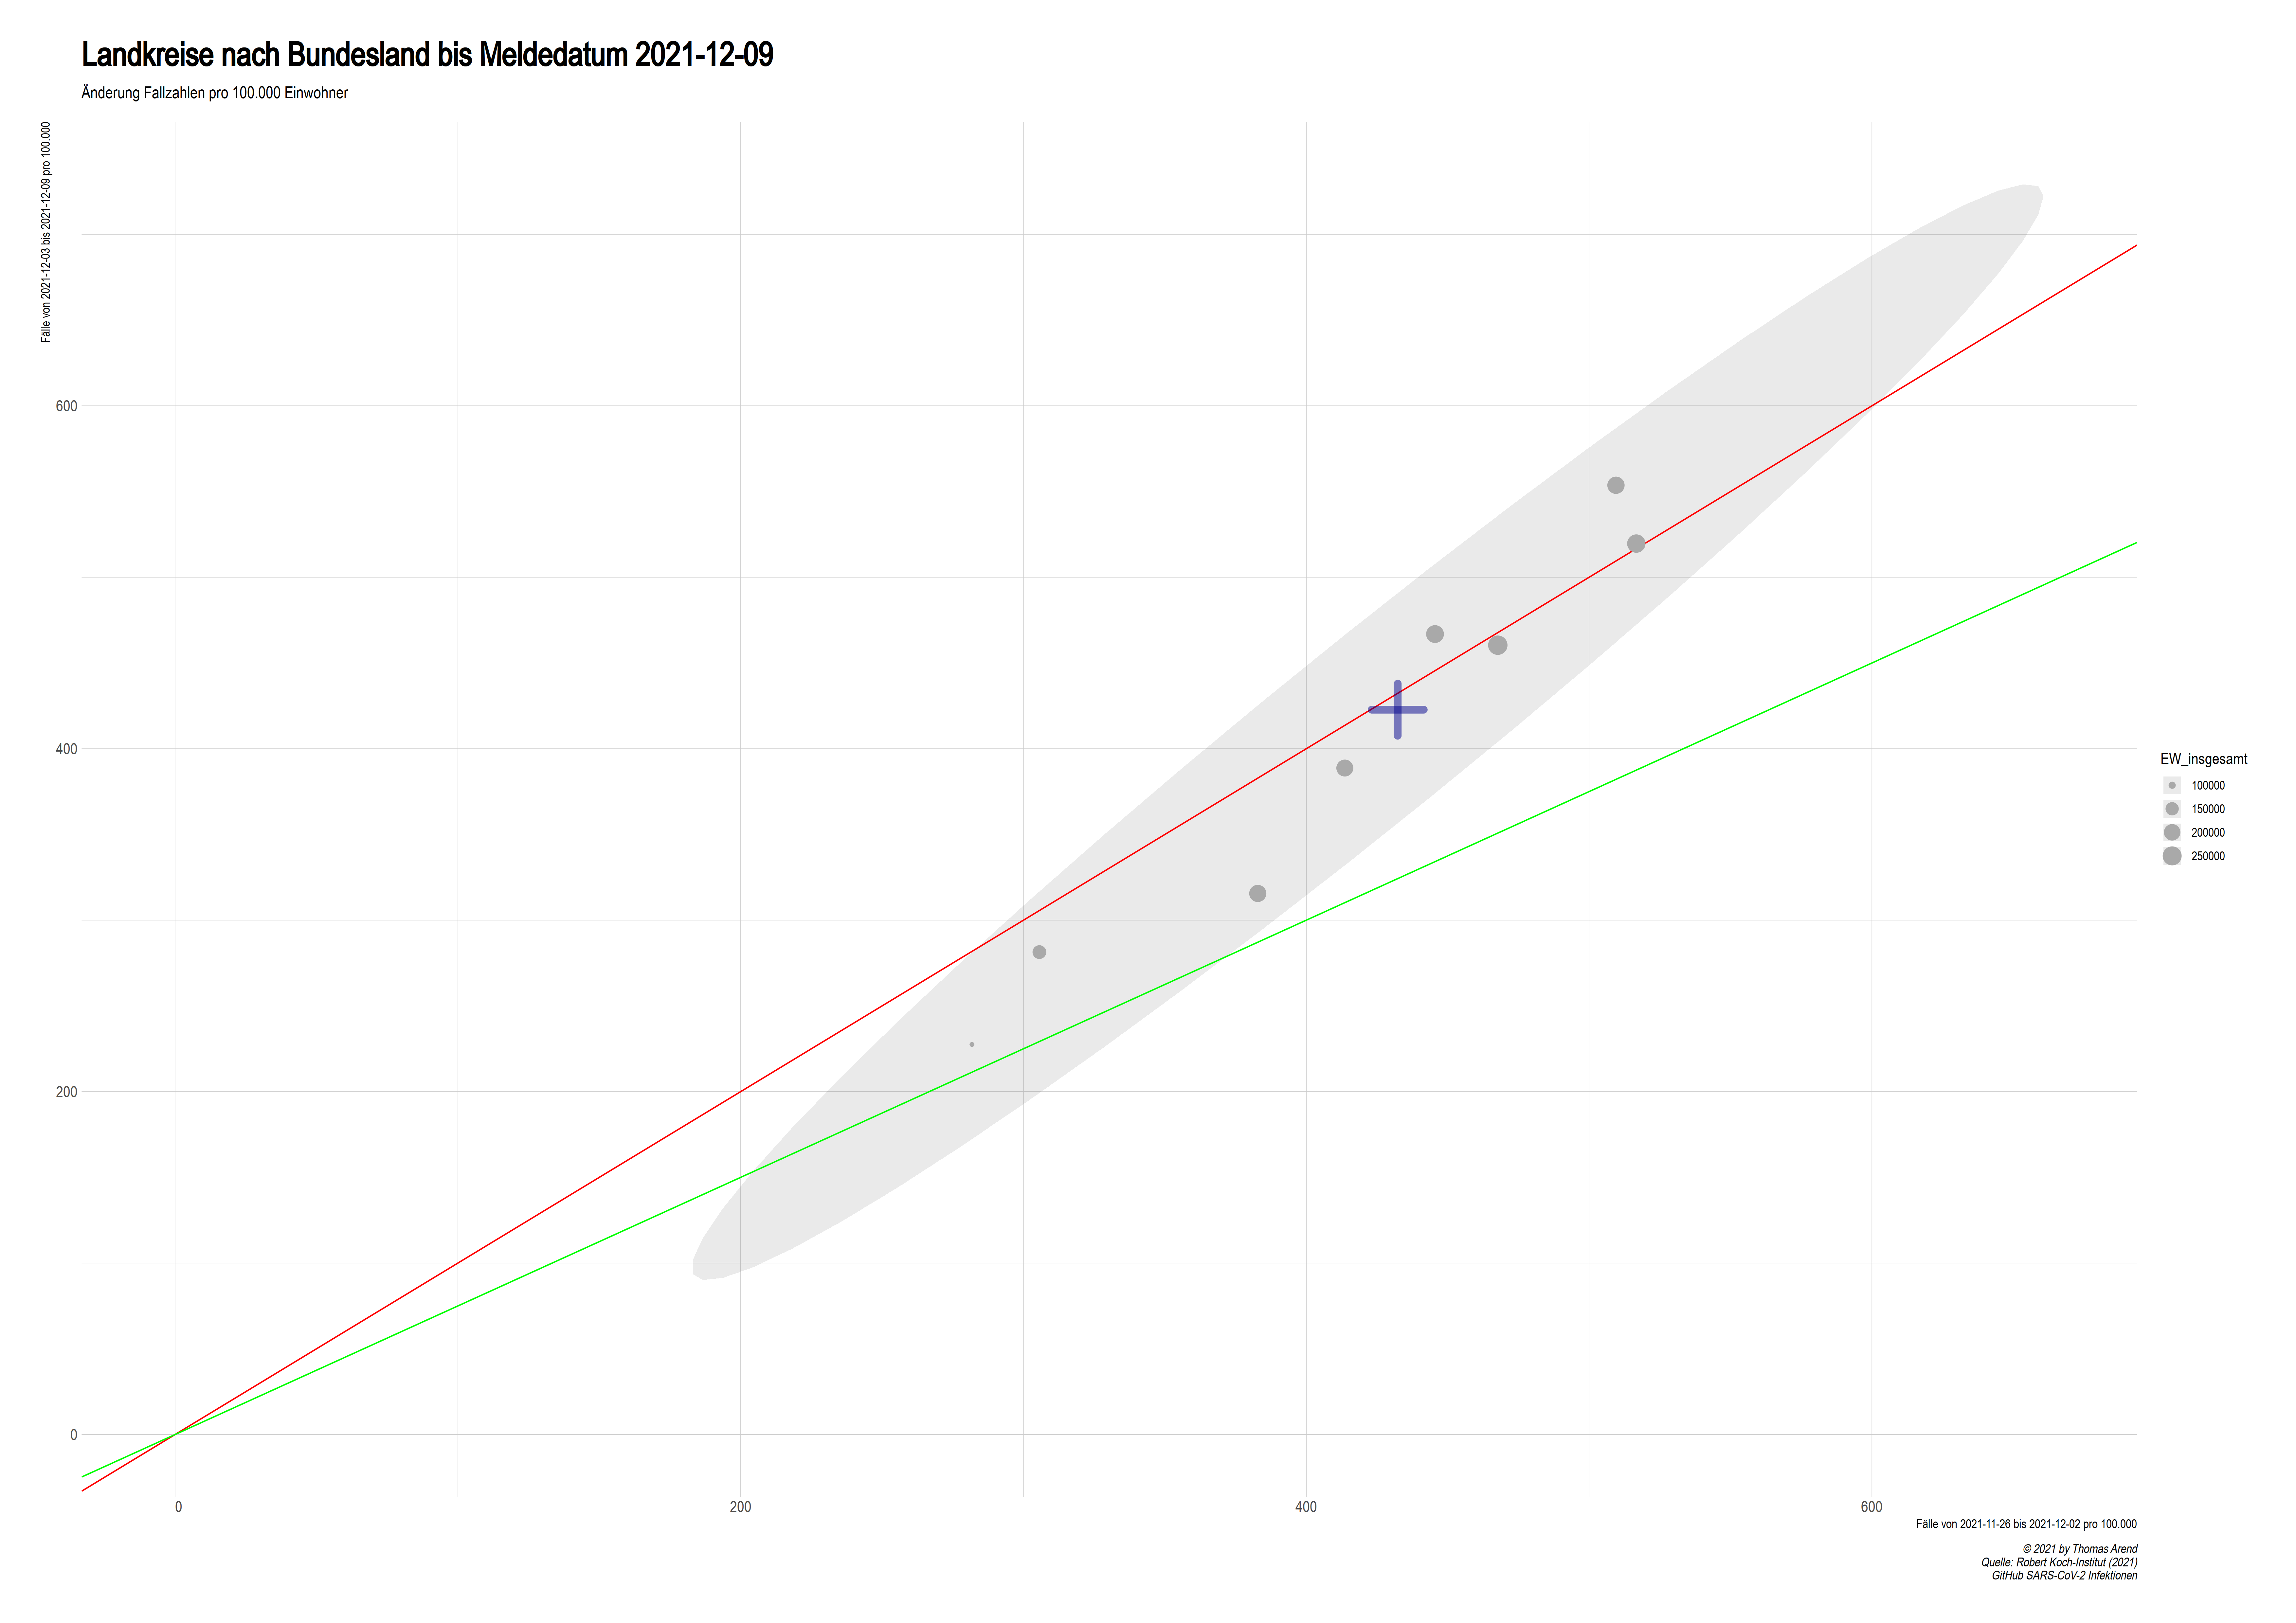 Landkreise nach Bundesland bis Meldedatum 2021-12-09
Änderung Fallzahlen pro 100.000 Einwohner
Fälle von 2021-12-03 bis 2021-12-09 pro 100.000
600
400
200
0
0
200
400
600
Fälle von 2021-11-26 bis 2021-12-02 pro 100.000
EW_insgesamt
100000
150000
200000
250000
© 2021 by Thomas Arend
Quelle: Robert Koch-Institut (2021)
GitHub SARS-CoV-2 Infektionen